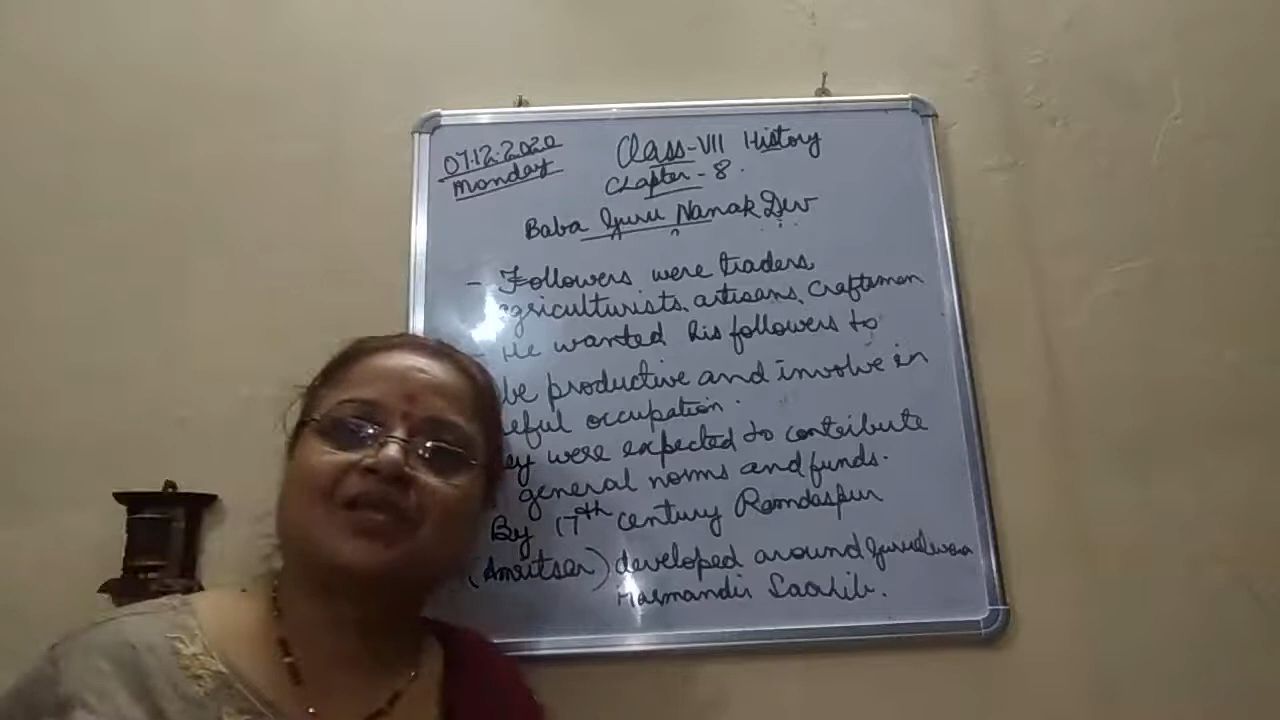 07.12.2020
Monday
Class-VII History
Chapter-8.
Baba Guru Nanak Dev
- Followers were traders,
agriculturists, artisans, craftsmen
- He wanted his followers to
be productive and involve in
eful occupation.
ey were expected to contribute
general norms and funds.
By 17th century Ramdaspur
(Amritsar) developed around Gurudwara
Harmandir Saahib.